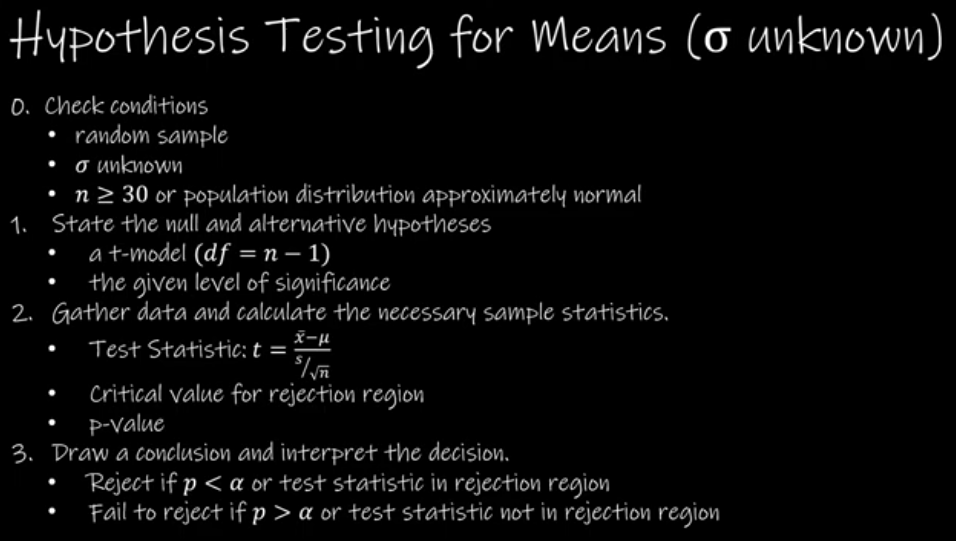 Hypothesis Testing for Means (σ unknown)
0. Check conditions
• random sample
• σ unknown
• n ≥ 30 or population distribution approximately normal
1. State the null and alternative hypotheses
• a t-model (df = n − 1)
• the given level of significance
2. Gather data and calculate the necessary sample statistics.
• Test Statistic: t = (x̄−μ)/(s/√n)
• Critical value for rejection region
• p-value
3. Draw a conclusion and interpret the decision.
• Reject if p < α or test statistic in rejection region
• Fail to reject if p > α or test statistic not in rejection region